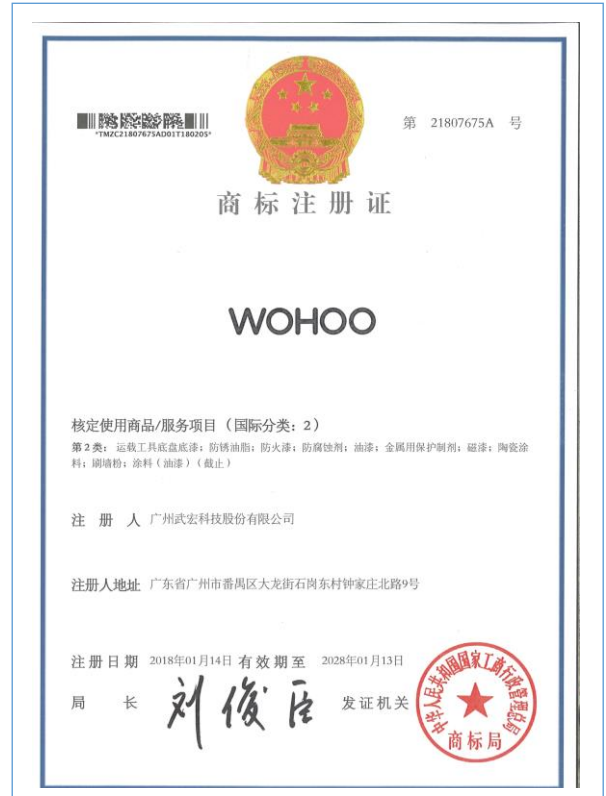 第 21807675A 号
*TMZC21807675AD01T180205*
商标注册证
WOHOO
核定使用商品/服务项目（国际分类：2）
第2类：运载工具底盘底漆；防锈油脂；防火漆；防腐蚀剂；油漆；金属用保护制剂；磁漆；陶瓷涂
料；刷墙粉；涂料（油漆）（截止）
注册人 广州武宏科技股份有限公司
注册人地址 广东省广州市番禺区大龙街石岗东村钟家庄北路9号
注册日期 2018年01月14日 有效期至 2028年01月13日
局长 刘俊臣 发证机关
中华人民共和国国家工商行政管理总局
商标局